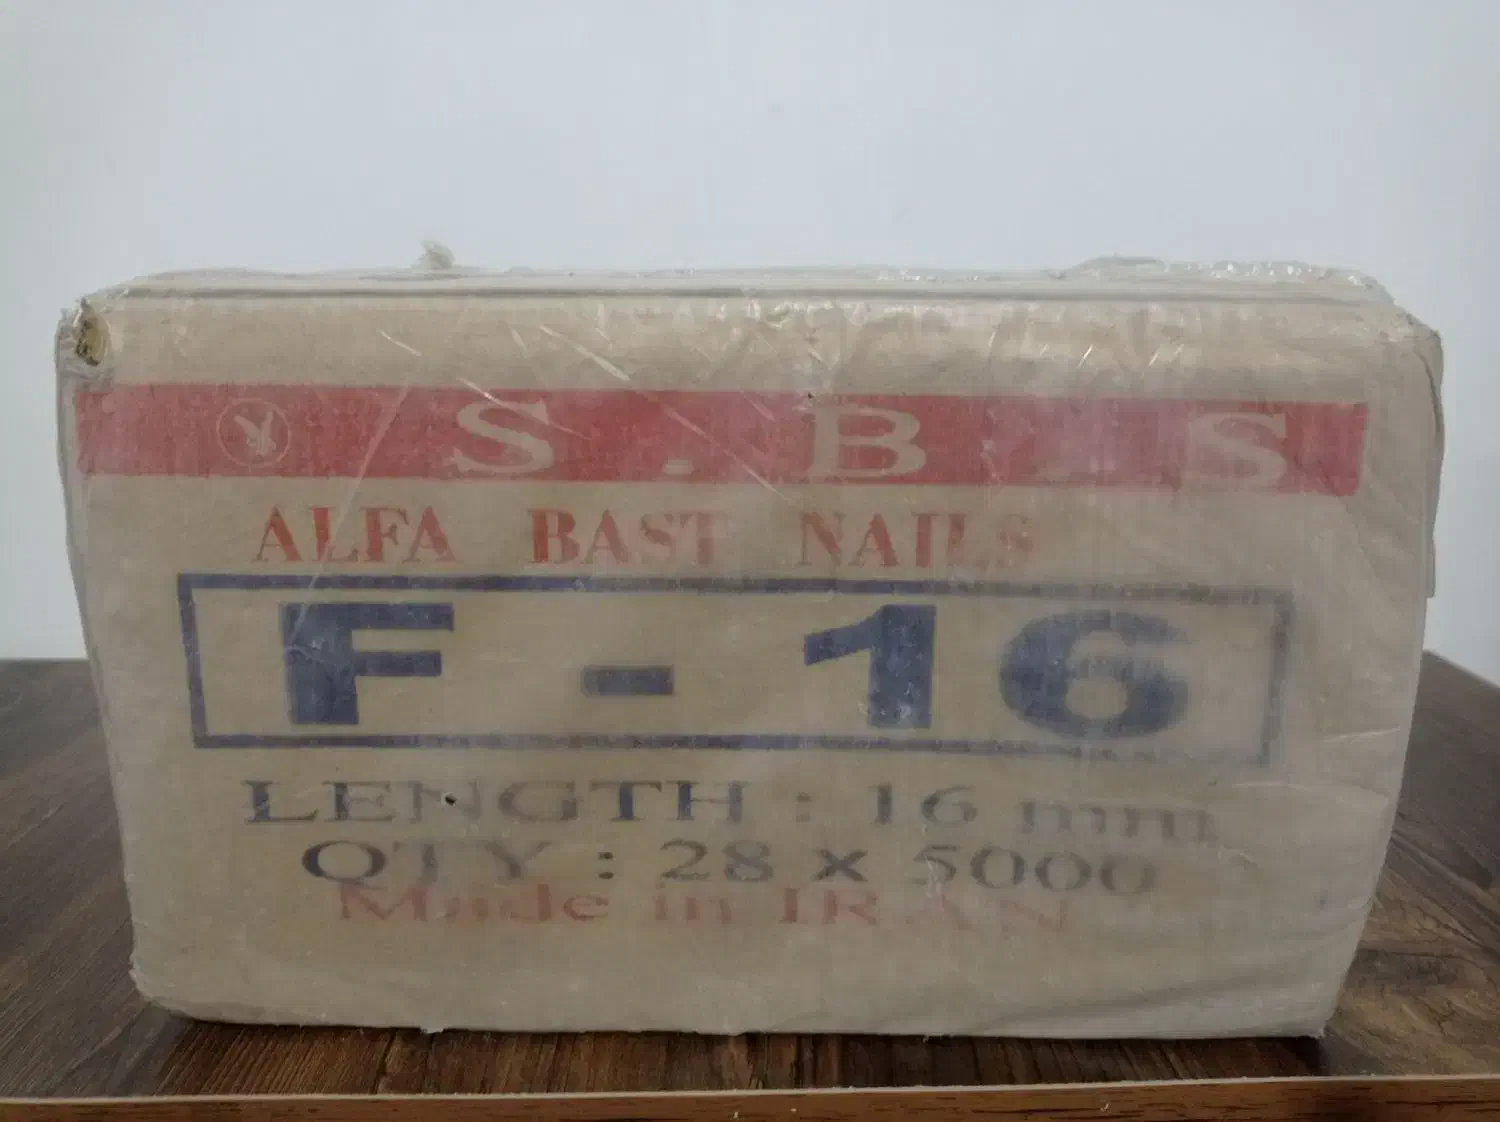 S . B . S
ALFA BAST NAILS
F - 16
LENGTH : 16 mm
QTY : 28 x 5000
Made in IRAN